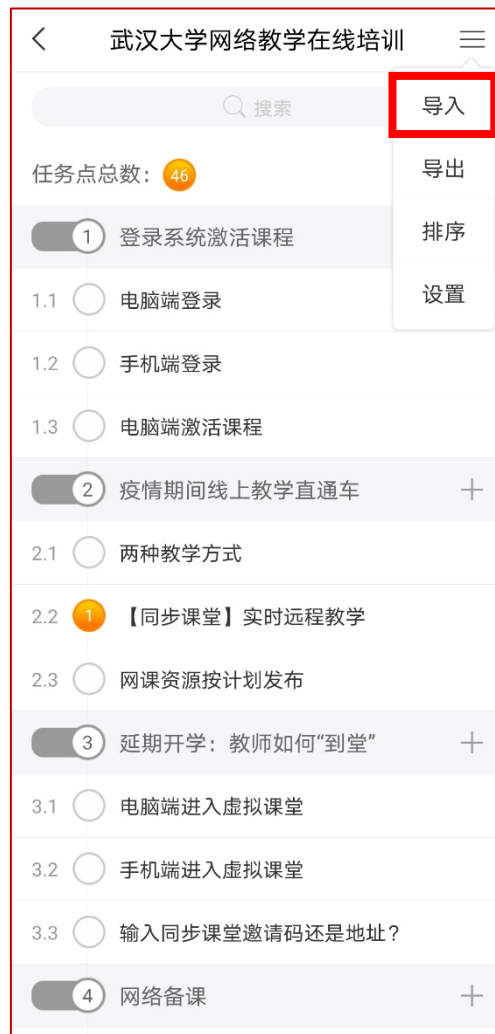 武汉大学网络教学在线培训
搜索
导入
任务点总数：46
导出
1 登录系统激活课程
排序
1.1 电脑端登录
设置
1.2 手机端登录
1.3 电脑端激活课程
2 疫情期间线上教学直通车
2.1 两种教学方式
2.2 1 【同步课堂】实时远程教学
2.3 网课资源按计划发布
3 延期开学：教师如何“到堂”
3.1 电脑端进入虚拟课堂
3.2 手机端进入虚拟课堂
3.3 输入同步课堂邀请码还是地址？
4 网络备课